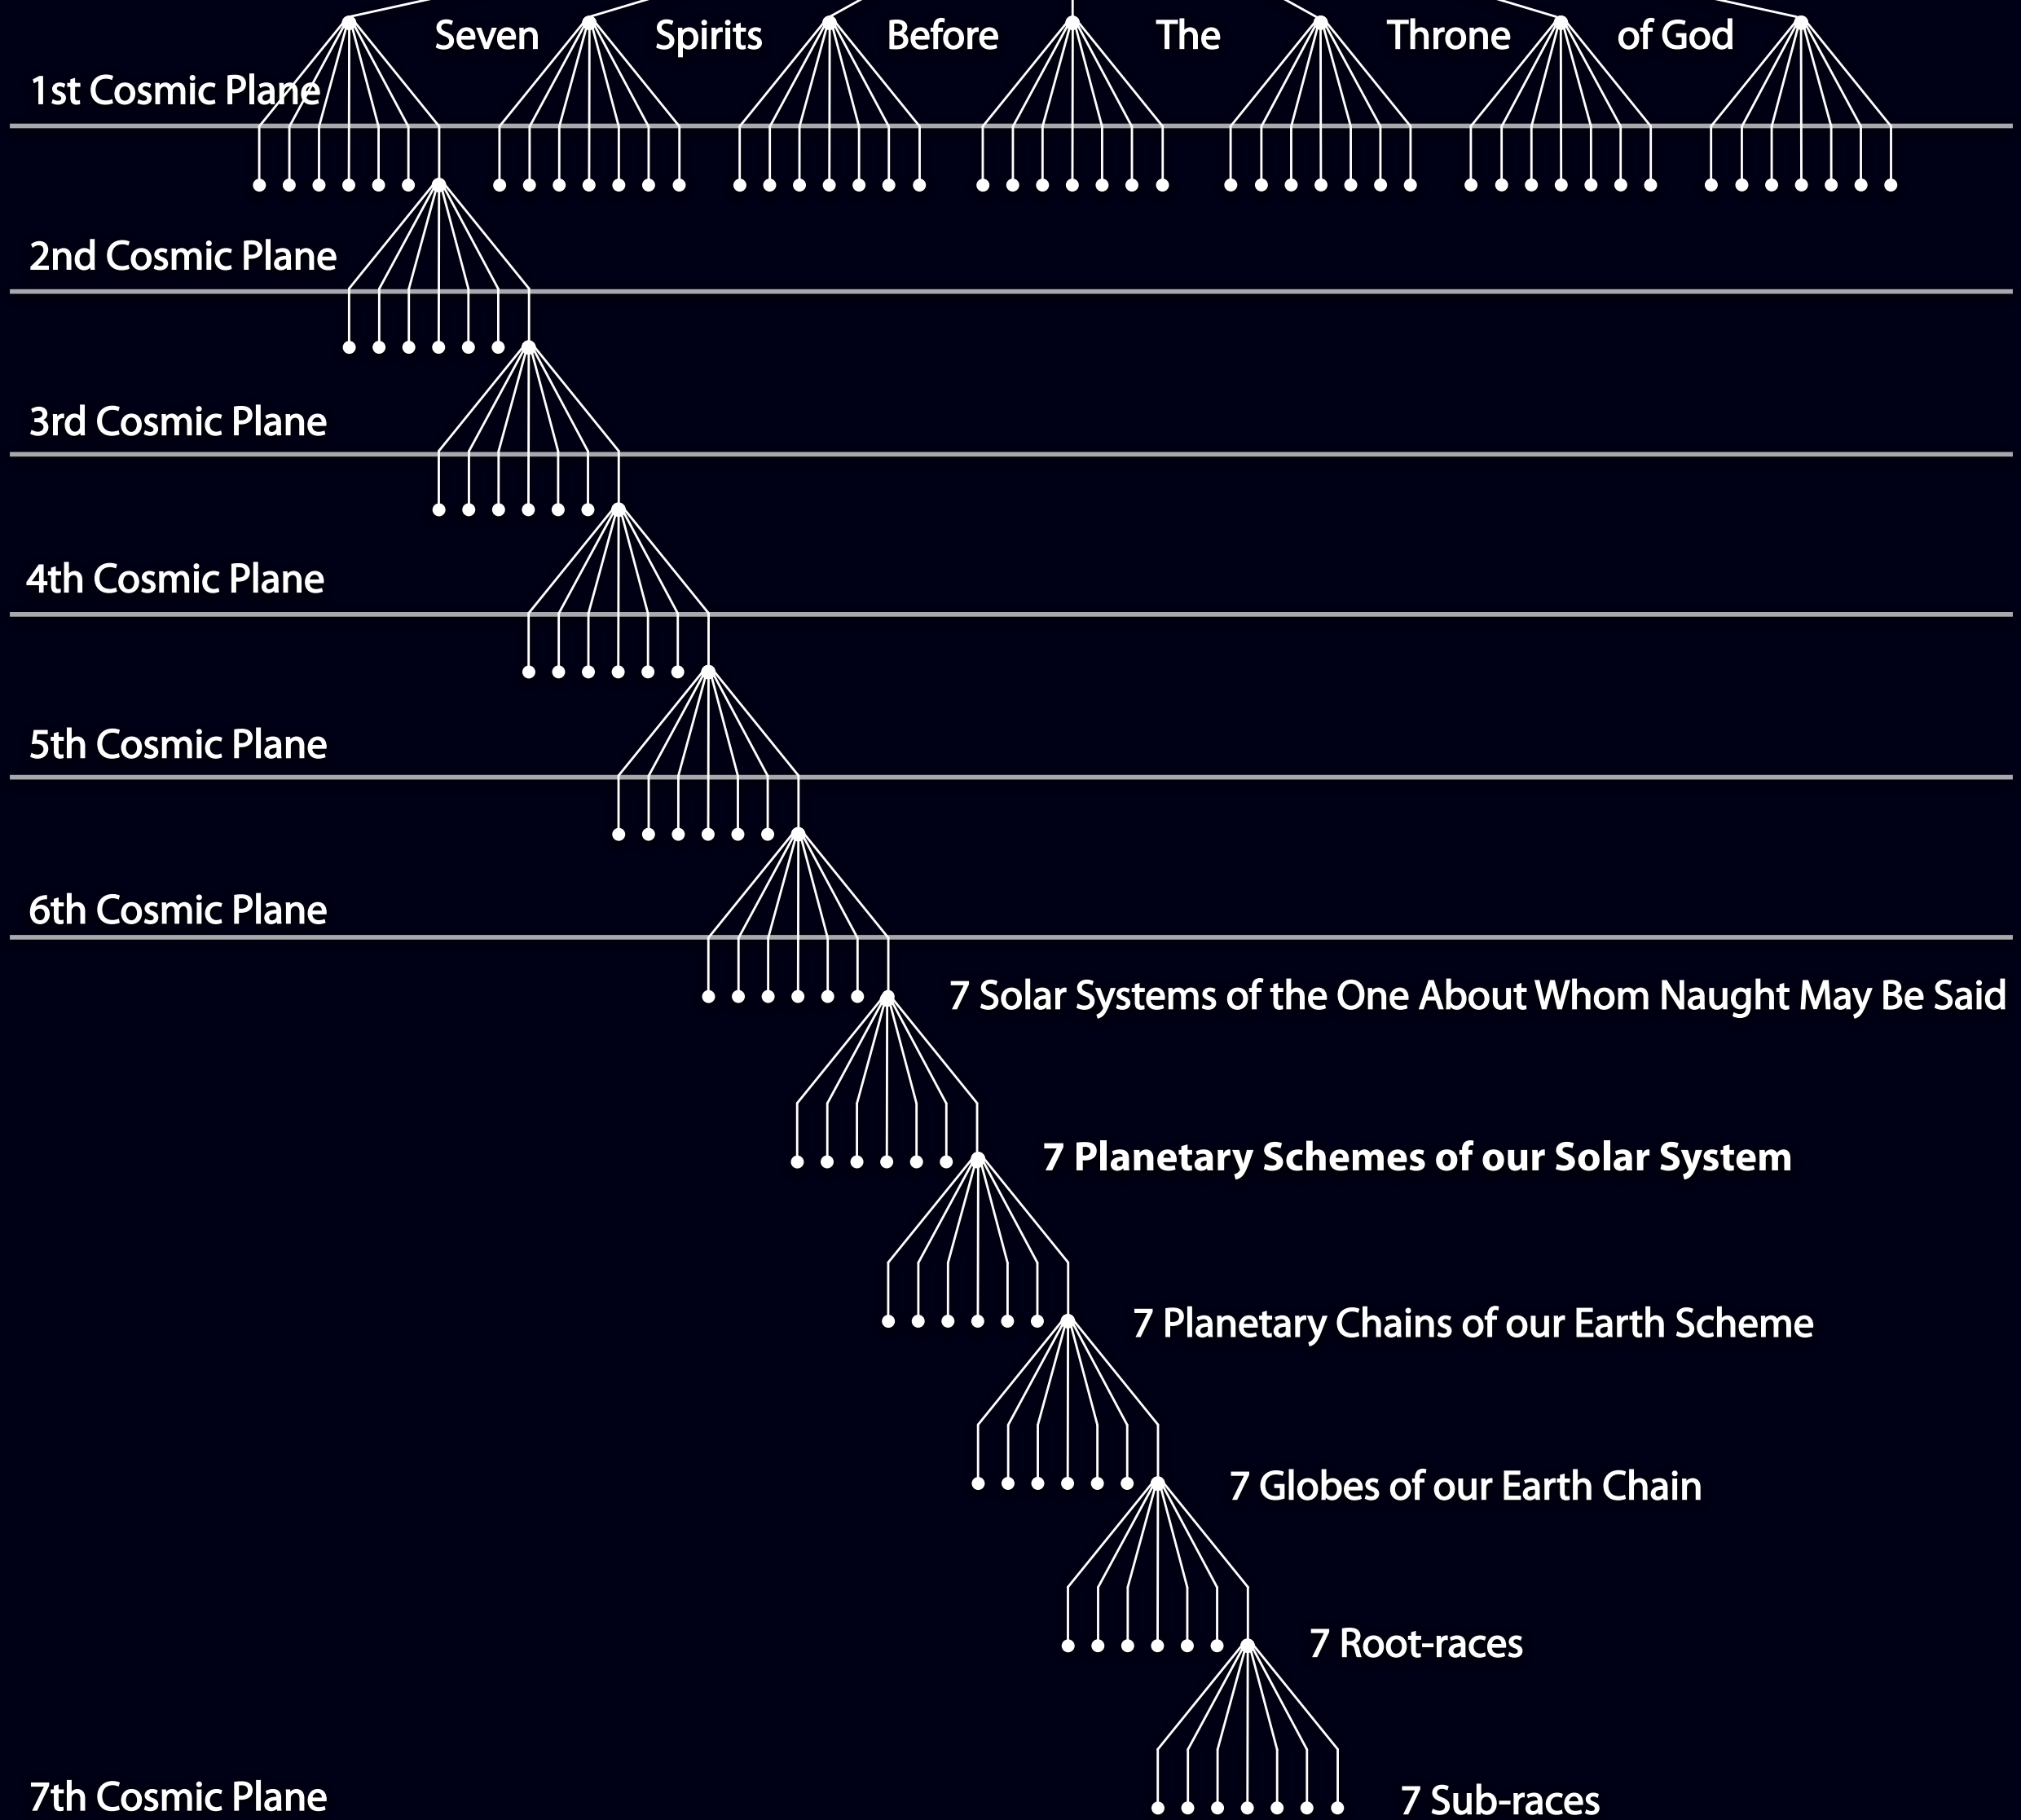 Seven Spirits Before The Throne of God
1st Cosmic Plane
2nd Cosmic Plane
3rd Cosmic Plane
4th Cosmic Plane
5th Cosmic Plane
6th Cosmic Plane
7 Solar Systems of the One About Whom Naught May Be Said
7 Planetary Schemes of our Solar System
7 Planetary Chains of our Earth Scheme
7 Globes of our Earth Chain
7 Root-races
7th Cosmic Plane
7 Sub-races